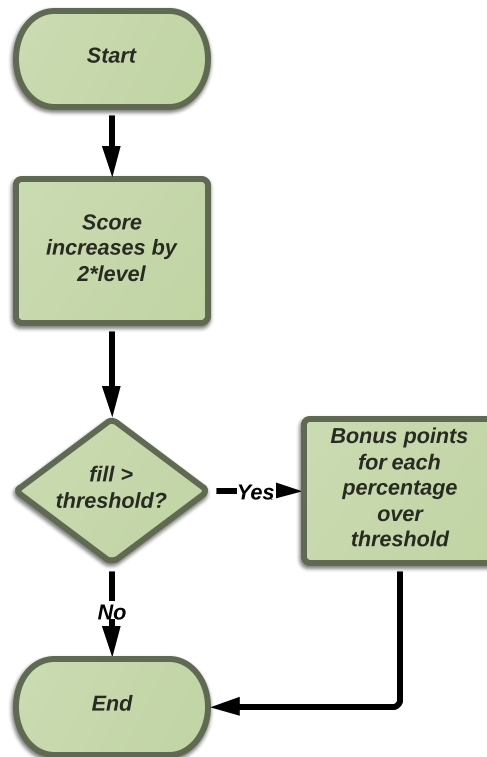 Start
Score
increases by
2*level
fill >
threshold?
Yes
Bonus points
for each
percentage
over
threshold
No
End